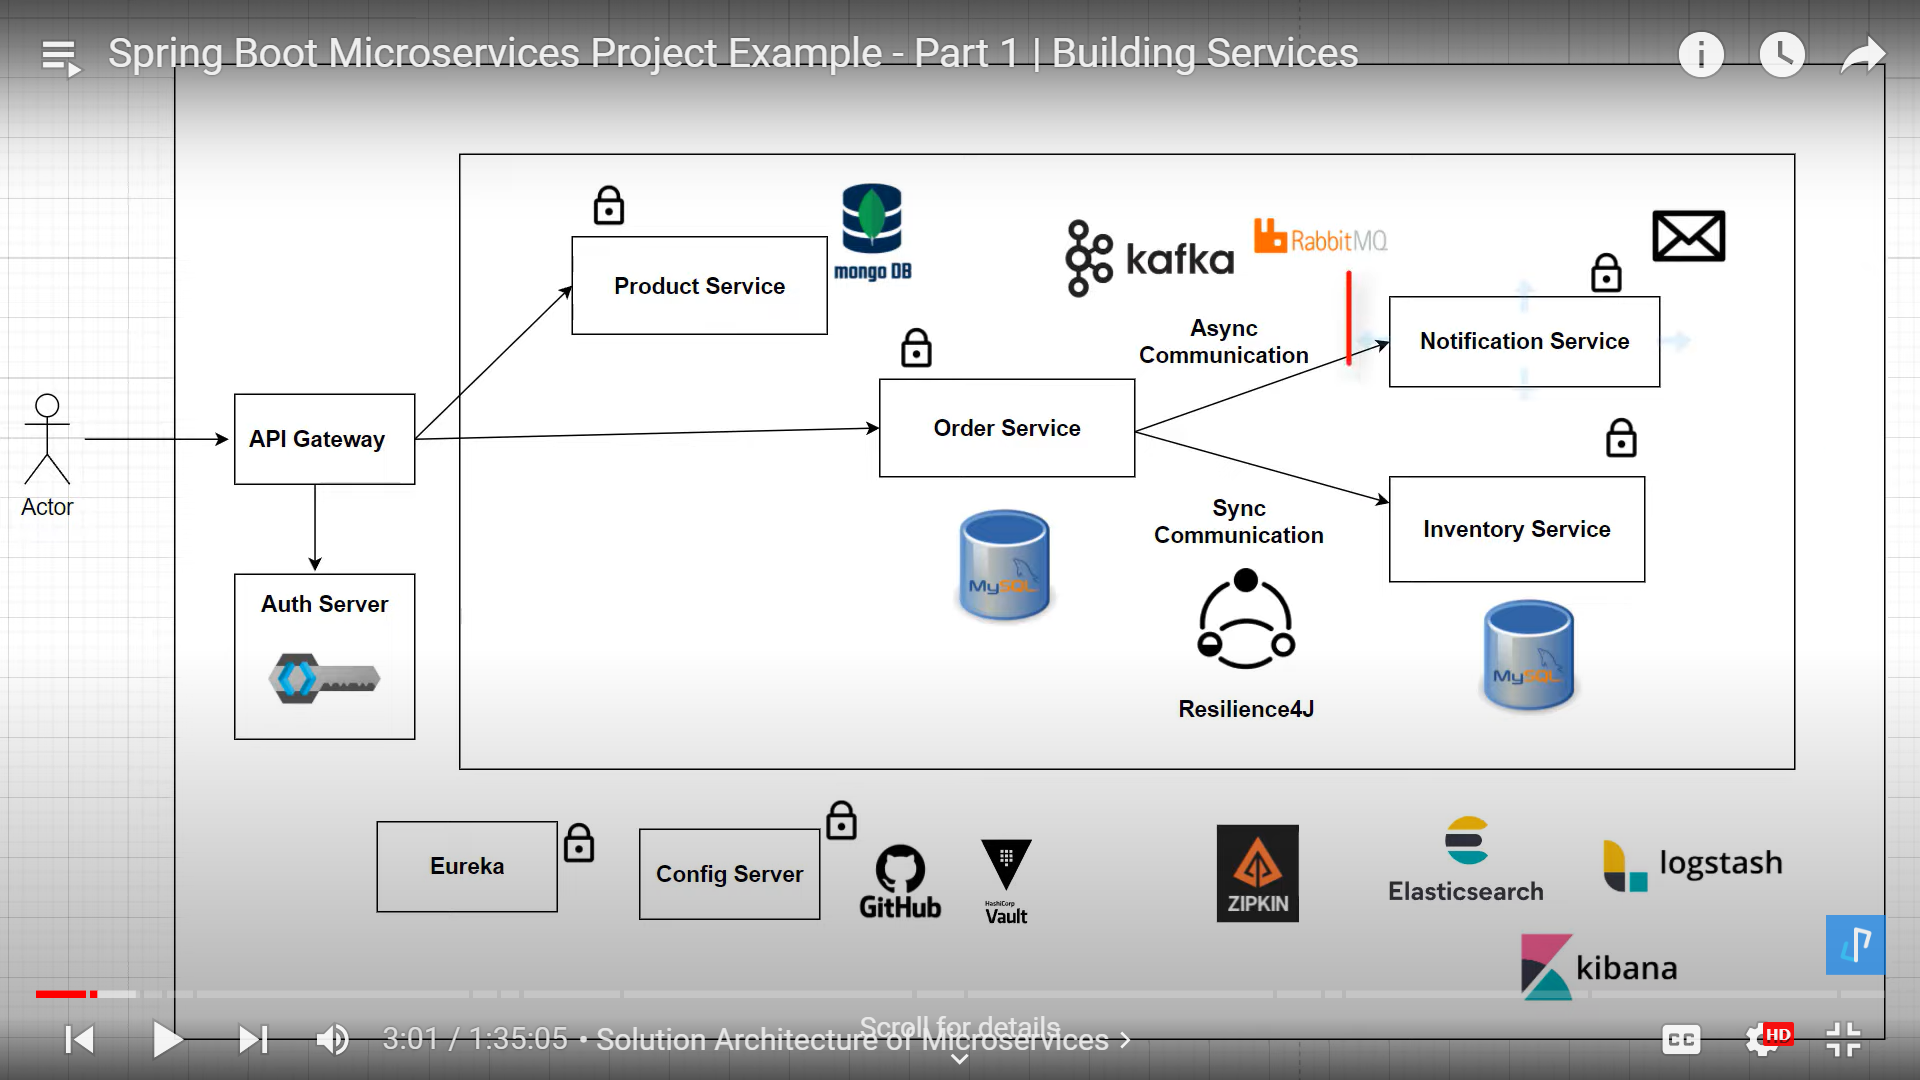 Spring Boot Microservices Project Example - Part 1 | Building Services
mongo DB
Product Service
kafka
RabbitMQ
Async
Communication
Notification Service
Order Service
API Gateway
Actor
Sync
Communication
Inventory Service
MySQL
Auth Server
MySQL
Resilience4J
Eureka
Config Server
GitHub
HashiCorp
Vault
ZIPKIN
Elasticsearch
logstash
kibana
Scroll for details
3:01 / 1:35:05 • Solution Architecture of Microservices >
CC
HD